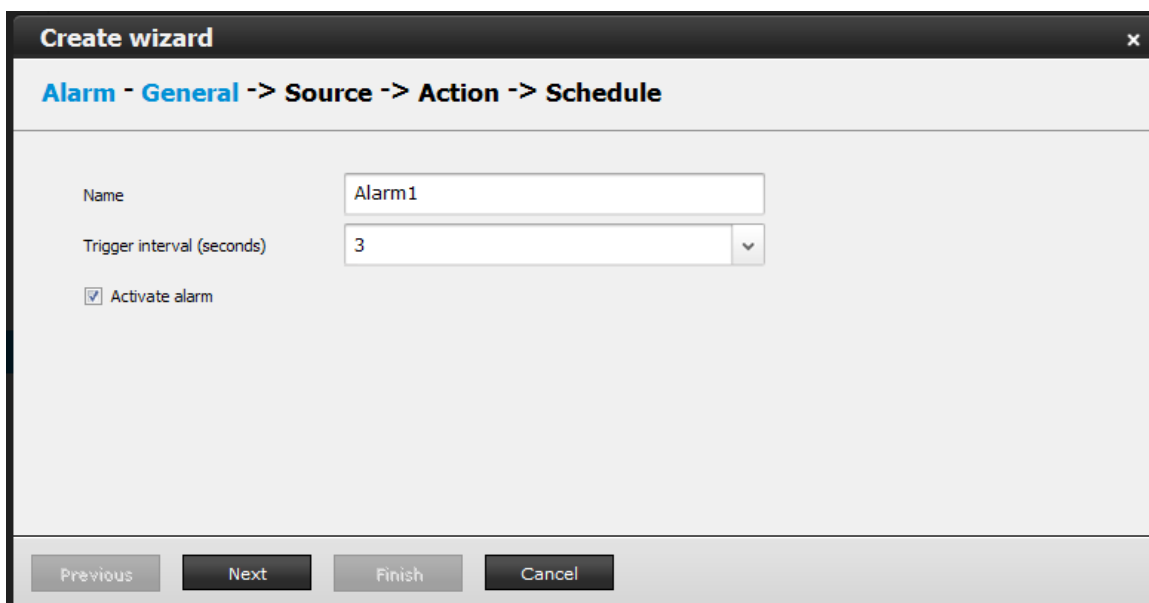 Create wizard x
Alarm - General -> Source -> Action -> Schedule
Name Alarm1
Trigger interval (seconds) 3
Activate alarm
Previous Next Finish Cancel